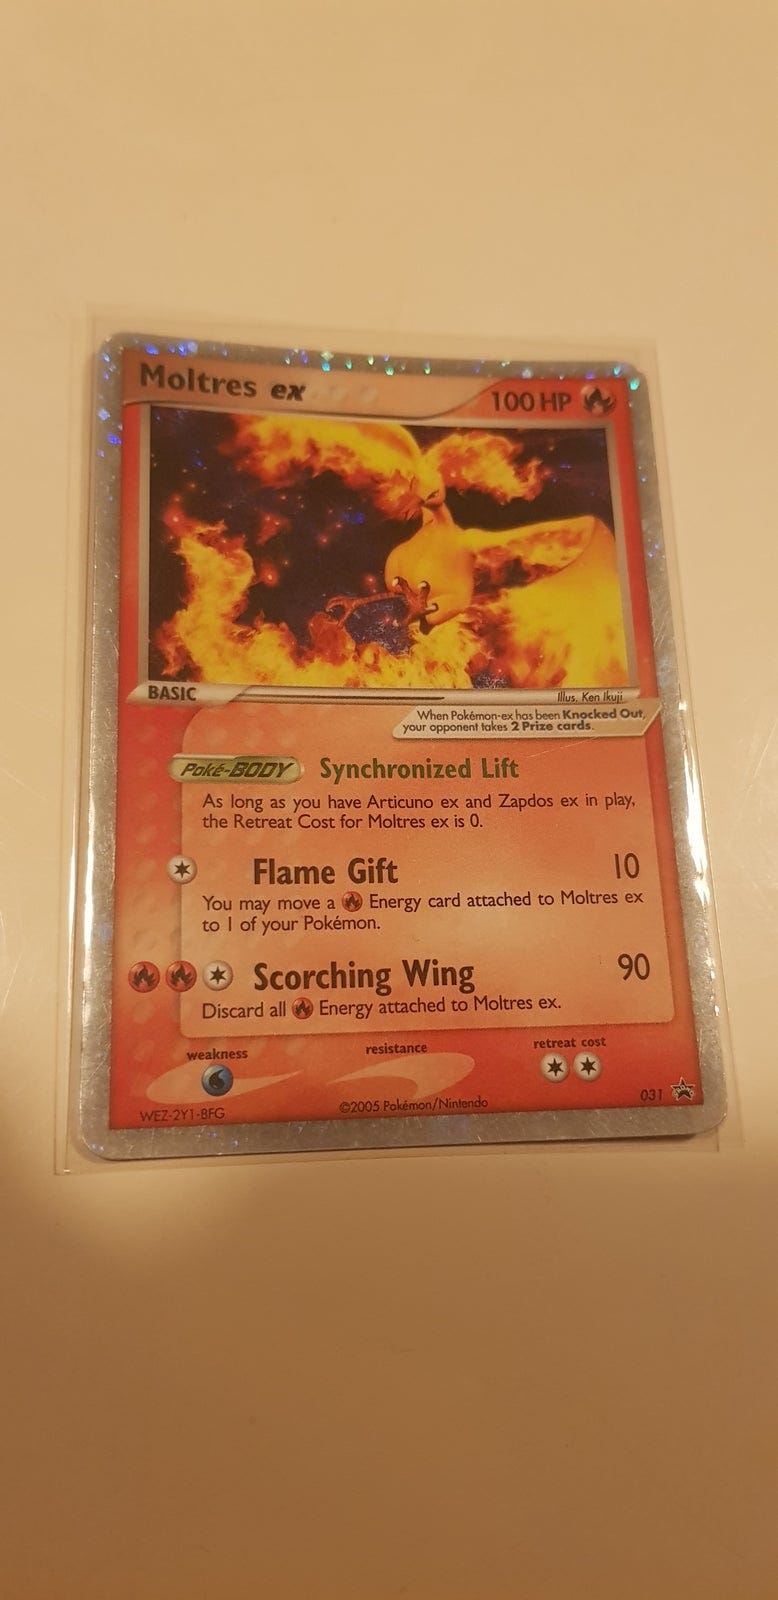 Moltres ex 100 HP
BASIC Illus. Ken Ikuji
When Pokémon-ex has been Knocked Out,
your opponent takes 2 Prize cards.
Poké-BODY Synchronized Lift
As long as you have Articuno ex and Zapdos ex in play,
the Retreat Cost for Moltres ex is 0.
Flame Gift 10
You may move a Energy card attached to Moltres ex
to 1 of your Pokémon.
Scorching Wing 90
Discard all Energy attached to Moltres ex.
weakness resistance retreat cost
WEZ-2Y1-8FG ©2005 Pokémon/Nintendo 031